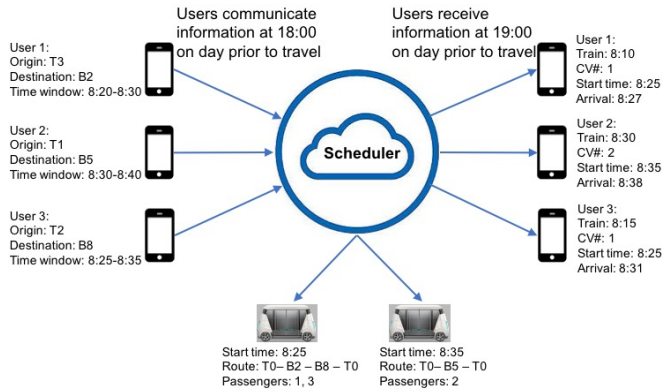 Users communicate
information at 18:00
on day prior to travel
Users receive
information at 19:00
on day prior to travel
User 1:
Origin: T3
Destination: B2
Time window: 8:20-8:30
User 2:
Origin: T1
Destination: B5
Time window: 8:30-8:40
User 3:
Origin: T2
Destination: B8
Time window: 8:25-8:35
Scheduler
User 1:
Train: 8:10
CV#: 1
Start time: 8:25
Arrival: 8:27
User 2:
Train: 8:30
CV#: 2
Start time: 8:35
Arrival: 8:38
User 3:
Train: 8:15
CV#: 1
Start time: 8:25
Arrival: 8:31
Start time: 8:25
Route: T0– B2 – B8 – T0
Passengers: 1, 3
Start time: 8:35
Route: T0– B5 – T0
Passengers: 2